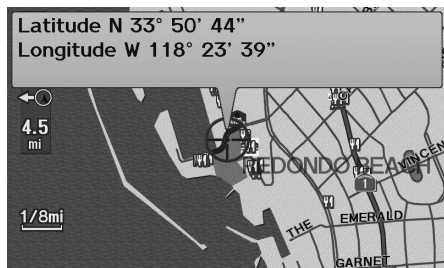 Latitude N 33° 50' 44"
Longitude W 118° 23' 39"
4.5
mi
REDONDO BEACH
VINCEN
1
THE
EMERALD
1/8mi
GARNET